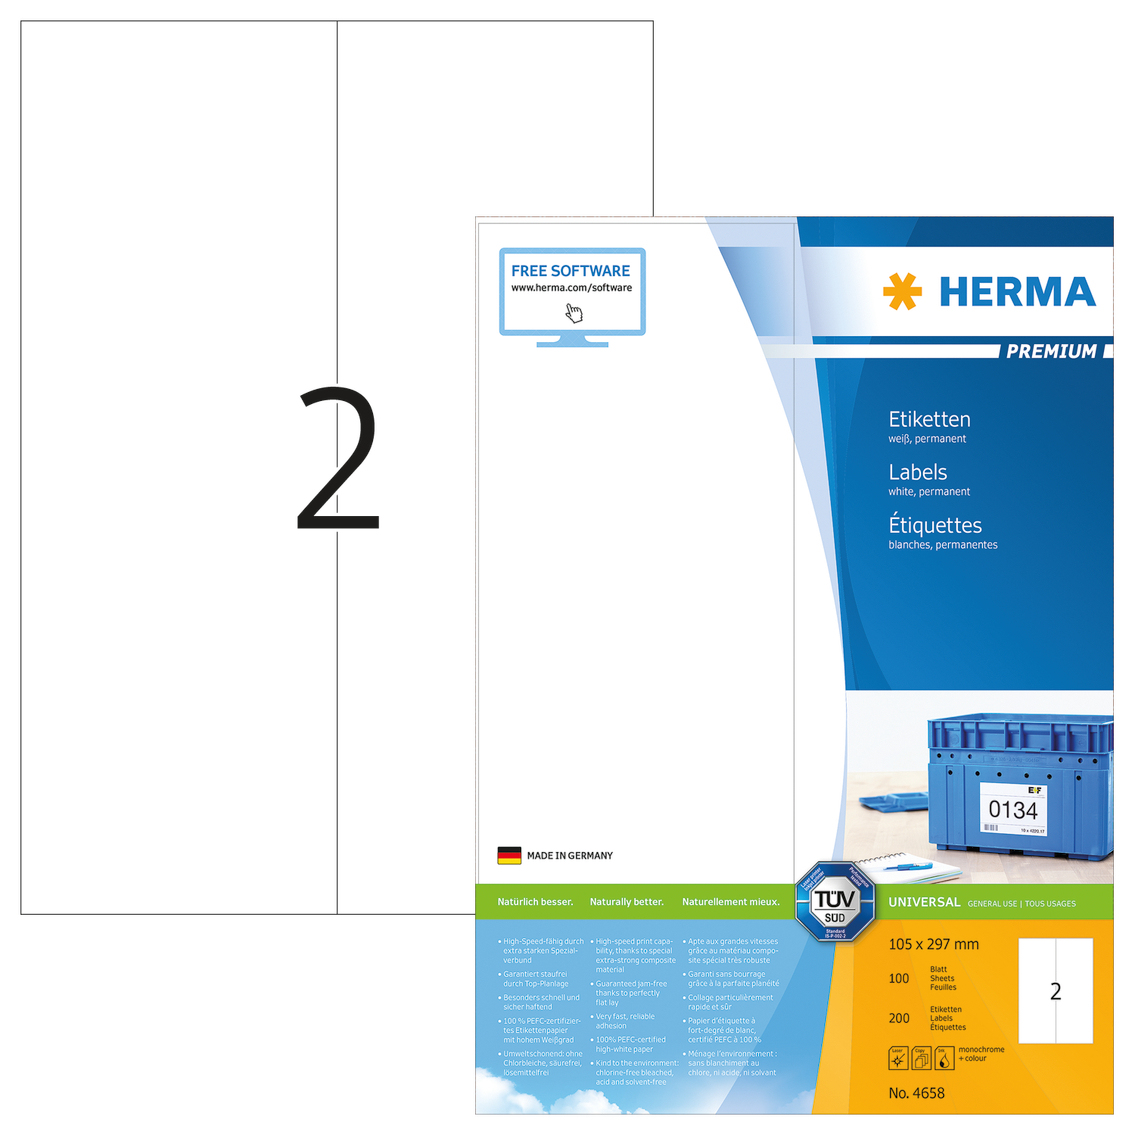 2
FREE SOFTWARE
www.herma.com/software
HERMA
PREMIUM
Etiketten
weiß, permanent
Labels
white, permanent
Étiquettes
blanches, permanentes
E+F
0134
MADE IN GERMANY
Natürlich besser.
• High-Speed-fähig durch
extra starken Spezial-
verbund
• Garantiert staufrei
durch Top-Planlage
• Besonders schnell und
sicher haftend
• 100 % PEFC-zertifizier-
tes Etikettenpapier
mit hohem Weißgrad
• Umweltschonend: ohne
Chlorbleiche, säurefrei,
lösemittelfrei
Naturally better.
• High-speed print capa-
bility, thanks to special
extra-strong composite
material
• Guaranteed jam-free
thanks to perfectly
flat lay
• Very fast, reliable
adhesion
• 100% PEFC-certified
high-white paper
• Kind to the environment:
chlorine-free bleached,
acid and solvent-free
Naturellement mieux.
• Apte aux grandes vitesses
grâce au matériau compo-
site spécial très robuste
• Garanti sans bourrage
grâce à la parfaite planéité
• Collage particulièrement
rapide et sûr
• Papier d'étiquette à
fort-degré de blanc,
certifié PEFC à 100 %
• Ménage l'environnement :
sans blanchiment au
chlore, ni acide, ni solvant
TÜV
SÜD
Standard
UNIVERSAL GENERAL USE | TOUS USAGES
105 x 297 mm
100 Blatt
Sheets
Feuilles
200 Etiketten
Labels
Étiquettes
2
Laser Copy Ink monochrome
+ colour
No. 4658